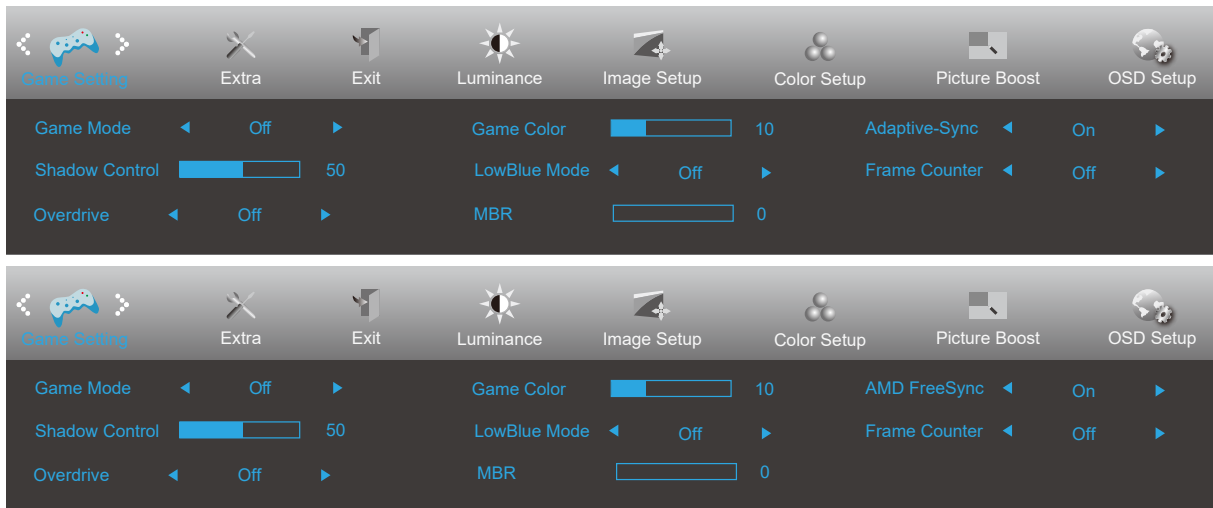 Game Setting Extra Exit Luminance Image Setup Color Setup Picture Boost OSD Setup
Game Mode Off Game Color 10 Adaptive-Sync On
Shadow Control 50 LowBlue Mode Off Frame Counter Off
Overdrive Off MBR 0
Game Setting Extra Exit Luminance Image Setup Color Setup Picture Boost OSD Setup
Game Mode Off Game Color 10 AMD FreeSync On
Shadow Control 50 LowBlue Mode Off Frame Counter Off
Overdrive Off MBR 0